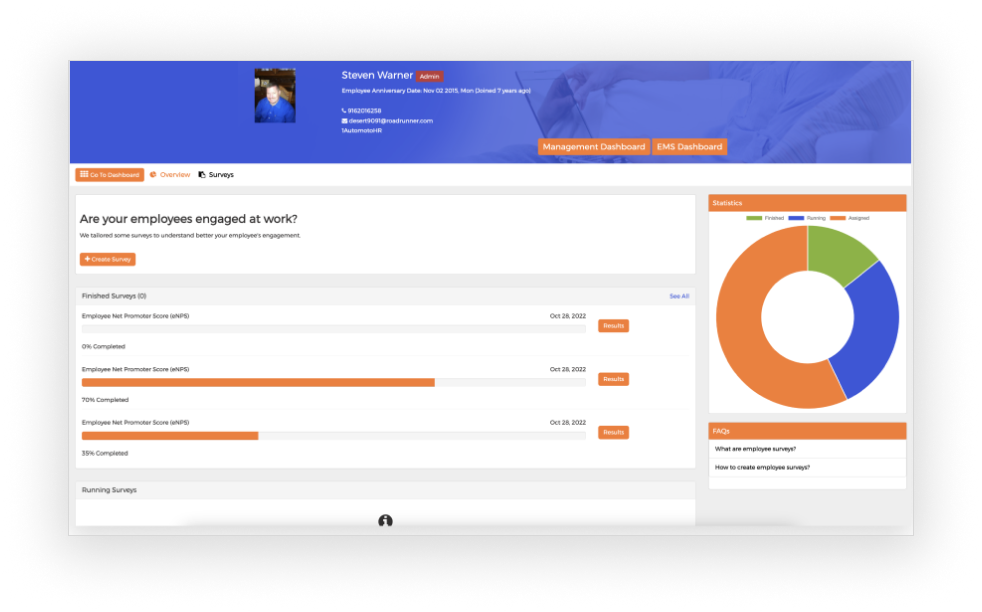 Steven Warner Admin
Employee Anniversary Date: Nov 02 2015, Mon (Joined 7 years ago)
9162016258
desert9091@roadrunner.com
1AutomotoHR
Management Dashboard EMS Dashboard
Go To Dashboard Overview Surveys
Are your employees engaged at work?
We tailored some surveys to understand better your employee's engagement.
Create Survey
Finished Surveys (0) See All
Employee Net Promoter Score (eNPS) Oct 28, 2022
Results
0% Completed
Employee Net Promoter Score (eNPS) Oct 28, 2022
Results
70% Completed
Employee Net Promoter Score (eNPS) Oct 28, 2022
Results
35% Completed
Running Surveys
Statistics
Finished Running Assigned
FAQs
What are employee surveys?
How to create employee surveys?